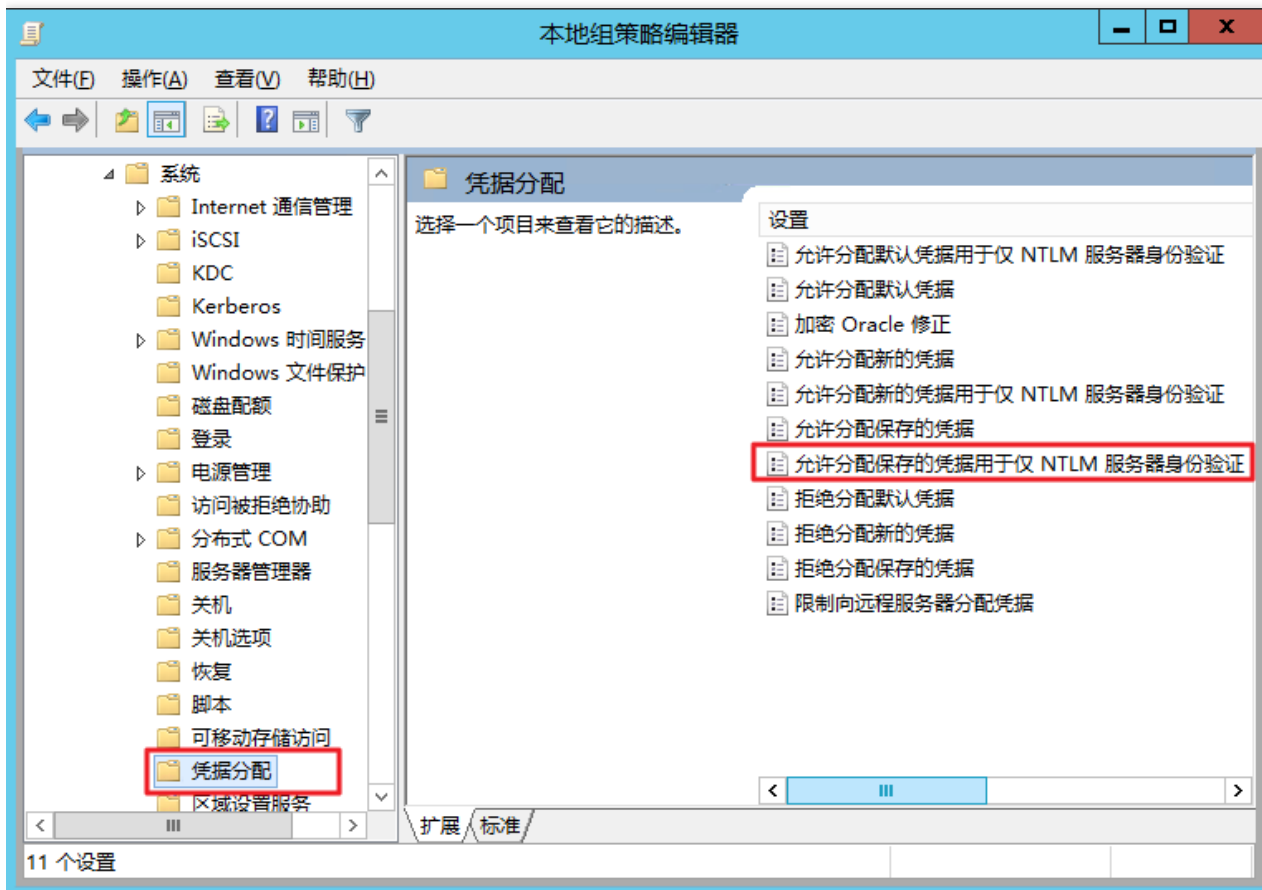 本地组策略编辑器
文件(F) 操作(A) 查看(V) 帮助(H)
系统
Internet 通信管理
iSCSI
KDC
Kerberos
Windows 时间服务
Windows 文件保护
磁盘配额
登录
电源管理
访问被拒绝协助
分布式 COM
服务器管理器
关机
关机选项
恢复
脚本
可移动存储访问
凭据分配
区域设置服务
凭据分配
选择一个项目来查看它的描述。
设置
允许分配默认凭据用于仅 NTLM 服务器身份验证
允许分配默认凭据
加密 Oracle 修正
允许分配新的凭据
允许分配新的凭据用于仅 NTLM 服务器身份验证
允许分配保存的凭据
允许分配保存的凭据用于仅 NTLM 服务器身份验证
拒绝分配默认凭据
拒绝分配新的凭据
拒绝分配保存的凭据
限制向远程服务器分配凭据
扩展 标准
11 个设置